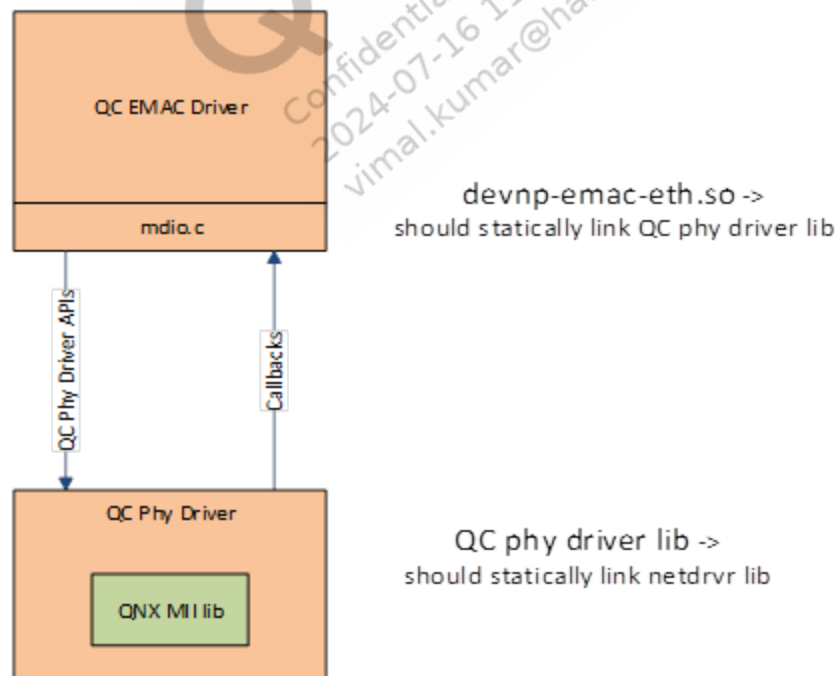 Confidential
2024-07-16
vimal.kumar@ha
QC EMAC Driver
mdio.c
devnp-emac-eth.so ->
should statically link QC phy driver lib
QC Phy Driver APIs
Callbacks
QC Phy Driver
QNX MII lib
QC phy driver lib ->
should statically link netdrvr lib